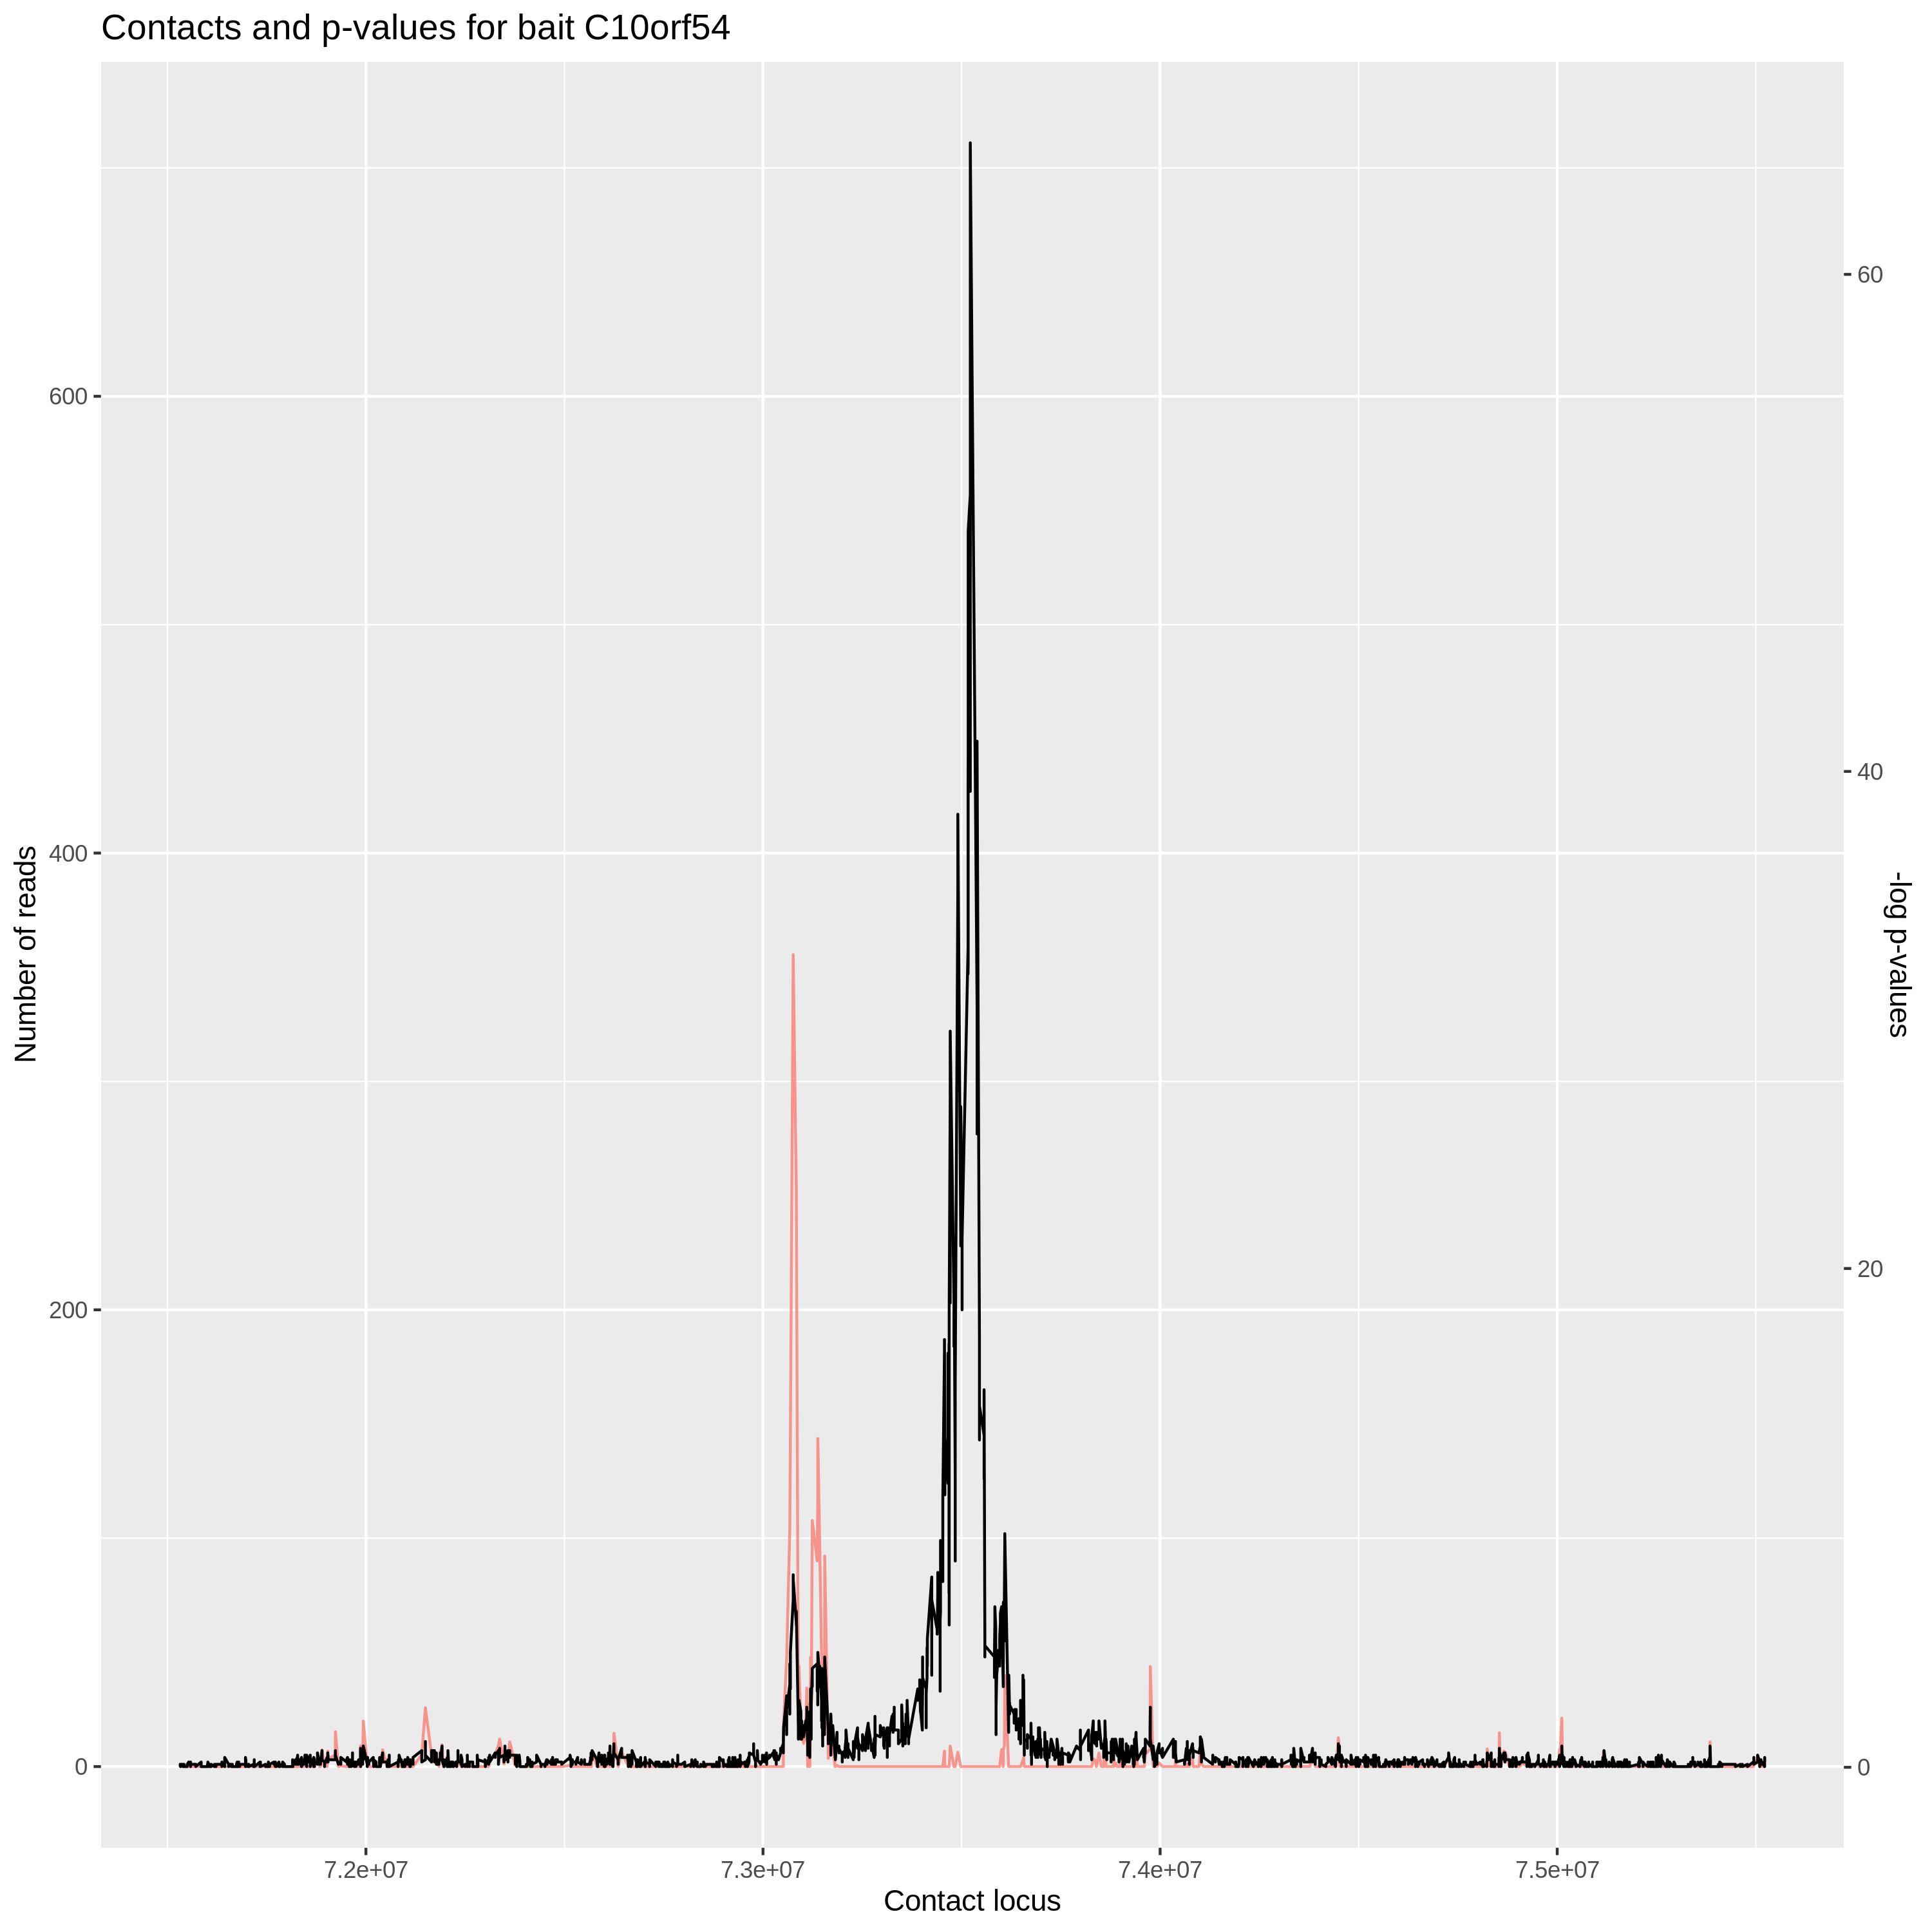 Contacts and p-values for bait C10orf54
Number of reads
600
400
200
0
60
40
20
0
-log p-values
7.2e+07
7.3e+07
7.4e+07
7.5e+07
Contact locus